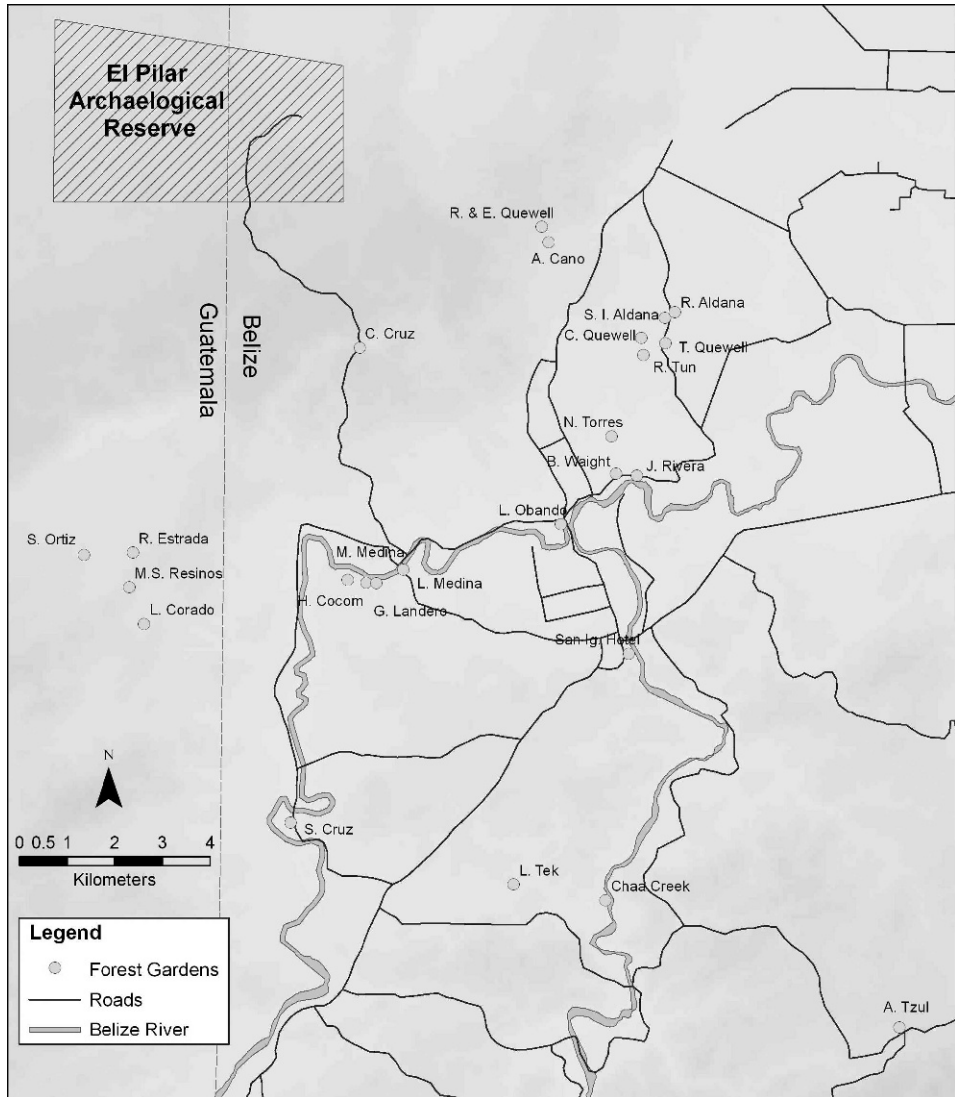 El Pilar
Archaelogical
Reserve
R. & E. Quewell
A. Cano
Guatemala
Belize
C. Cruz
S. I. Aldana
R. Aldana
C. Quewell
T. Quewell
R. Tun
N. Torres
B. Waight
J. Rivera
L. Obando
S. Ortiz
R. Estrada
M.S. Resinos
L. Corado
M. Medina
L. Medina
H. Cocom
G. Landero
San Ig. Hotel
N
S. Cruz
0 0.5 1 2 3 4
Kilometers
L. Tek
Chaa Creek
A. Tzul
Legend
Forest Gardens
Roads
Belize River